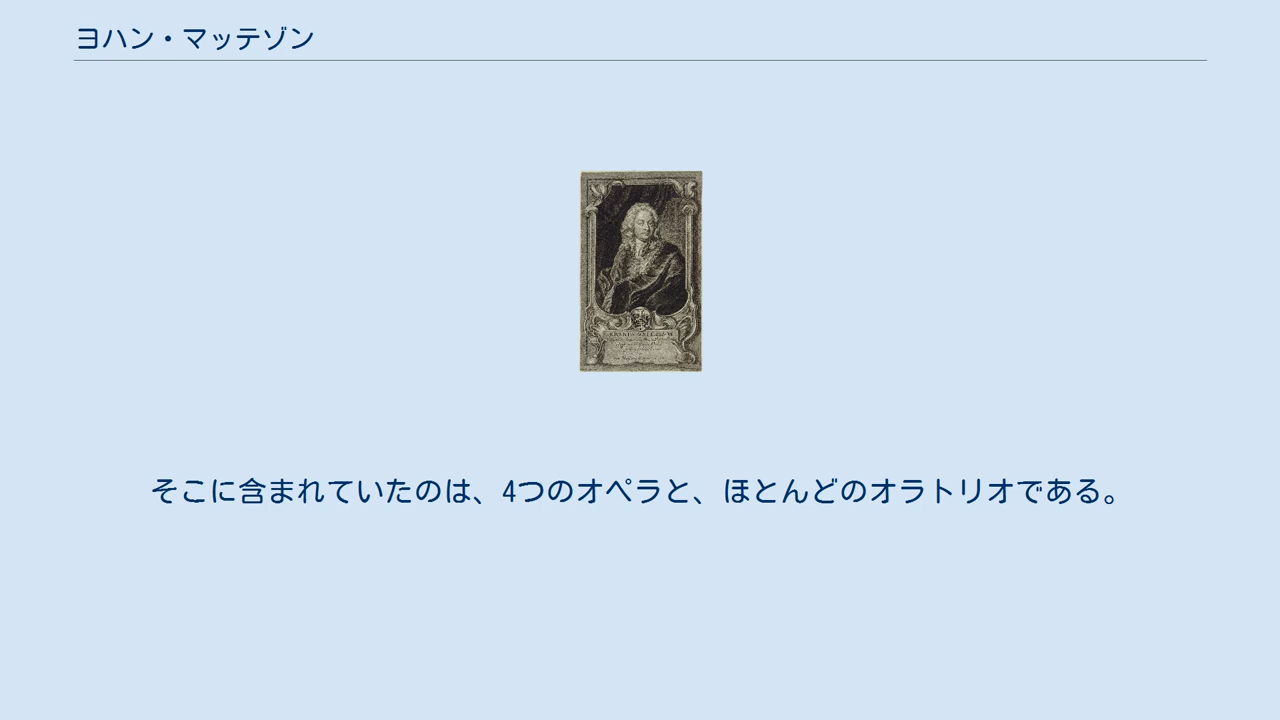 ヨハン・マッテゾン
そこに含まれていたのは、4つのオペラと、ほとんどのオラトリオである。